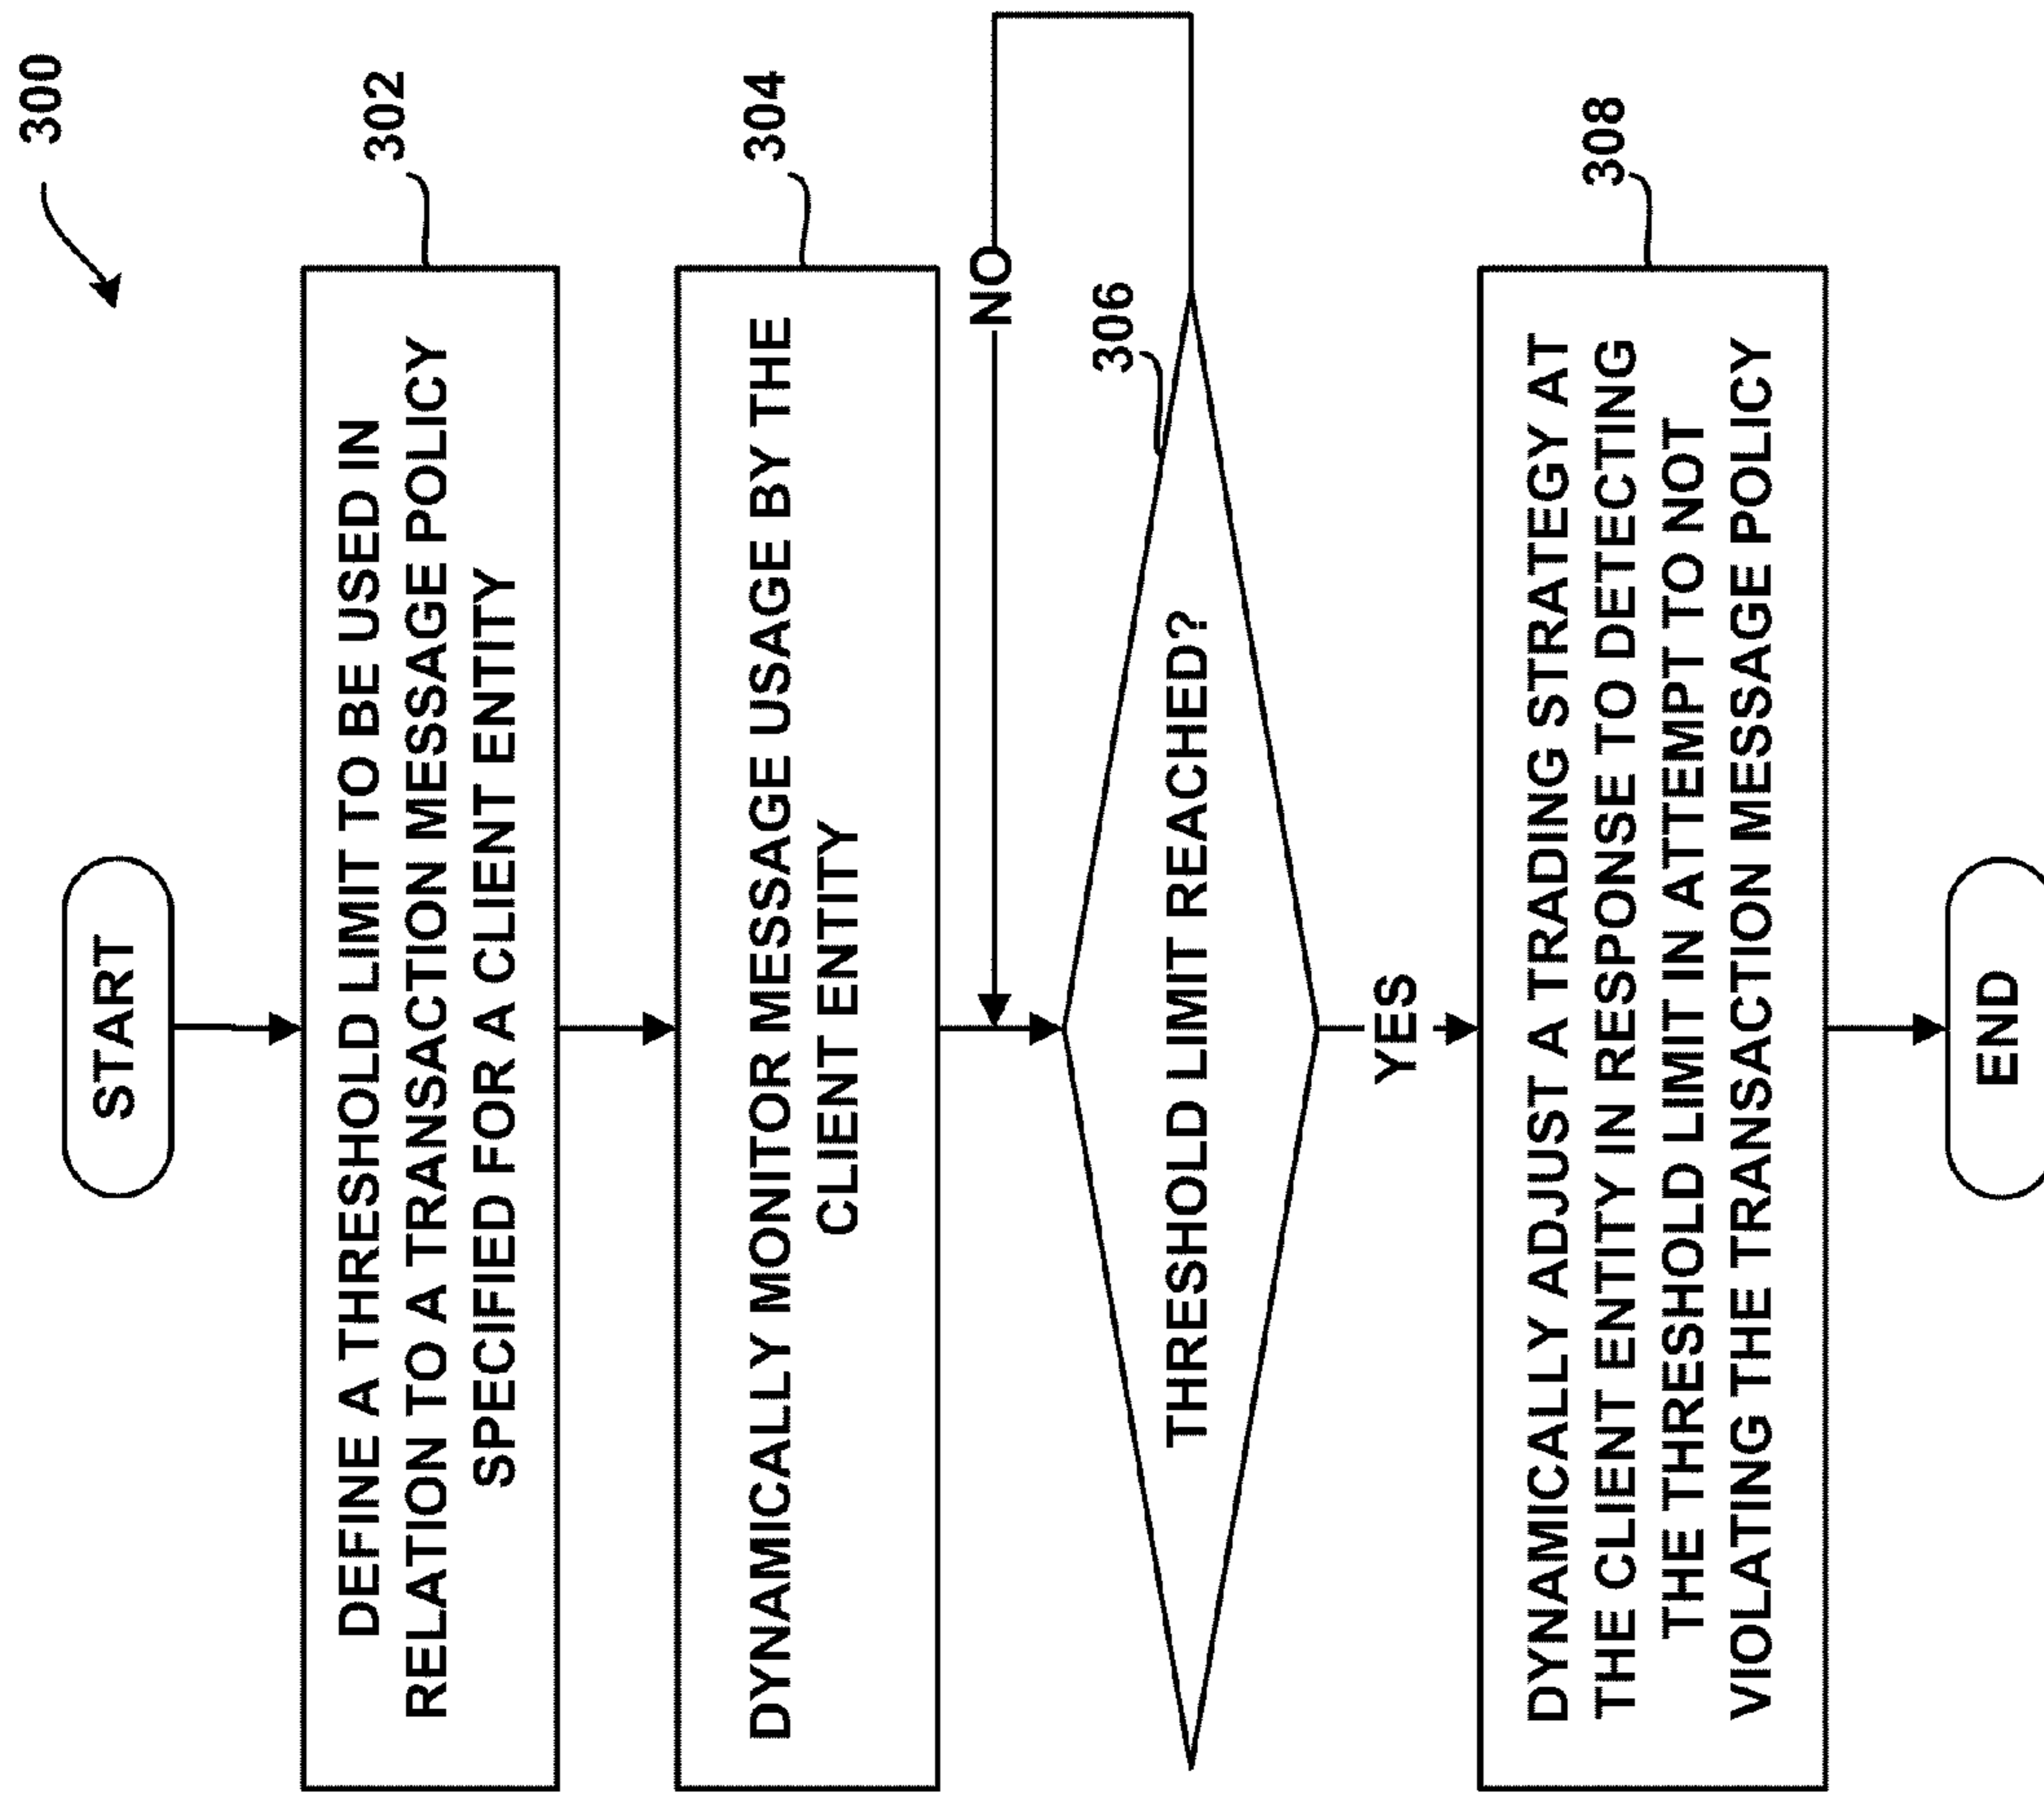 300
START
302
DEFINE A THRESHOLD LIMIT TO BE USED IN
RELATION TO A TRANSACTION MESSAGE POLICY
SPECIFIED FOR A CLIENT ENTITY
304
DYNAMICALLY MONITOR MESSAGE USAGE BY THE
CLIENT ENTITY
NO
306
THRESHOLD LIMIT REACHED?
YES
308
DYNAMICALLY ADJUST A TRADING STRATEGY AT
THE CLIENT ENTITY IN RESPONSE TO DETECTING
THE THRESHOLD LIMIT IN ATTEMPT TO NOT
VIOLATING THE TRANSACTION MESSAGE POLICY
END